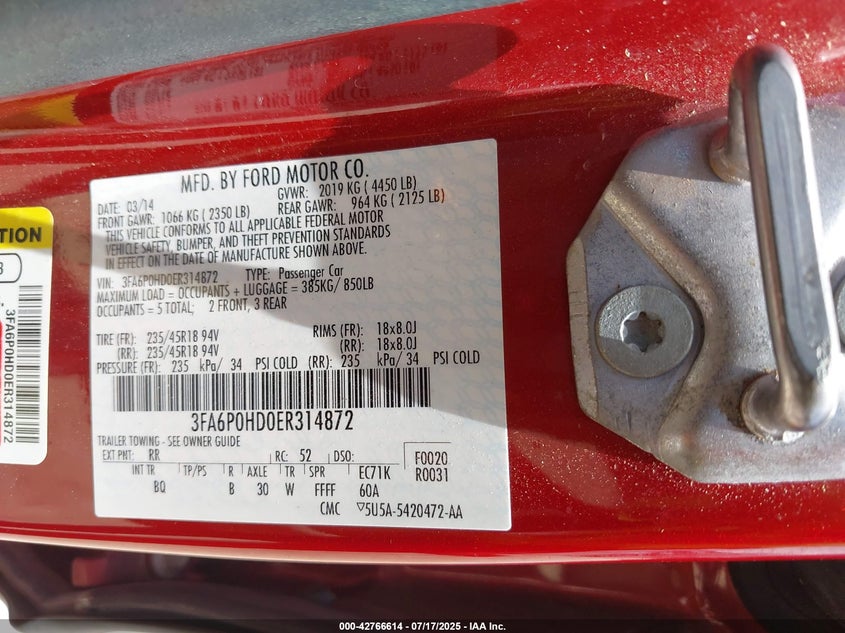 MFD. BY FORD MOTOR CO.
DATE: 03/14 GVWR: 2019 KG ( 4450 LB)
FRONT GAWR: 1066 KG ( 2350 LB) REAR GAWR: 964 KG ( 2125 LB)
THIS VEHICLE CONFORMS TO ALL APPLICABLE FEDERAL MOTOR
VEHICLE SAFETY, BUMPER, AND THEFT PREVENTION STANDARDS
IN EFFECT ON THE DATE OF MANUFACTURE SHOWN ABOVE.
VIN: 3FA6P0HD0ER314872 TYPE: Passenger Car
MAXIMUM LOAD = OCCUPANTS + LUGGAGE = 385KG/ 850LB
OCCUPANTS = 5 TOTAL; 2 FRONT, 3 REAR
TIRE (FR): 235/45R18 94V RIMS (FR): 18x8.0J
(RR): 235/45R18 94V (RR): 18x8.0J
PRESSURE (FR): 235 kPa/ 34 PSI COLD (RR): 235 kPa/ 34 PSI COLD
3FA6P0HD0ER314872
TRAILER TOWING - SEE OWNER GUIDE
EXT PNT: RR RC: 52 DSO: F0020
INT TR TP/PS R AXLE TR SPR EC71K R0031
BQ B 30 W FFFF 60A
CMC ▽5U5A-5420472-AA
TION
3FA6P0HD0ER314872
000-42766614 / 07/17/2025 - IAA Inc.